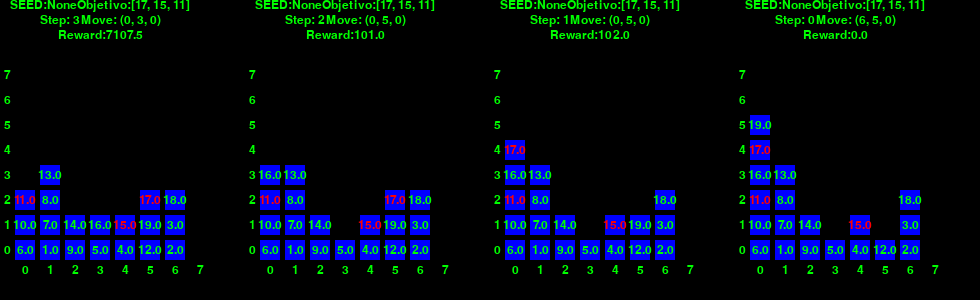 SEED:NoneObjetivo:[17, 15, 11] SEED:NoneObjetivo:[17, 15, 11] SEED:NoneObjetivo:[17, 15, 11] SEED:NoneObjetivo:[17, 15, 11]
Step: 3Move: (0, 3, 0) Step: 2Move: (0, 5, 0) Step: 1Move: (0, 5, 0) Step: 0Move: (6, 5, 0)
Reward:7107.5 Reward:101.0 Reward:102.0 Reward:0.0
7 7 7 7
6 6 6 6
5 5 5 5 19.0
4 4 4 17.0 4 17.0
3 13.0 3 16.0 13.0 3 16.0 13.0 3 16.0 13.0
2 11.0 8.0 17.0 18.0 2 11.0 8.0 17.0 18.0 2 11.0 8.0 18.0 2 11.0 8.0 18.0
1 10.0 7.0 14.0 16.0 15.0 19.0 3.0 1 10.0 7.0 14.0 15.0 19.0 3.0 1 10.0 7.0 14.0 15.0 19.0 3.0 1 10.0 7.0 14.0 15.0 3.0
0 6.0 1.0 9.0 5.0 4.0 12.0 2.0 0 6.0 1.0 9.0 5.0 4.0 12.0 2.0 0 6.0 1.0 9.0 5.0 4.0 12.0 2.0 0 6.0 1.0 9.0 5.0 4.0 12.0 2.0
0 1 2 3 4 5 6 7 0 1 2 3 4 5 6 7 0 1 2 3 4 5 6 7 0 1 2 3 4 5 6 7